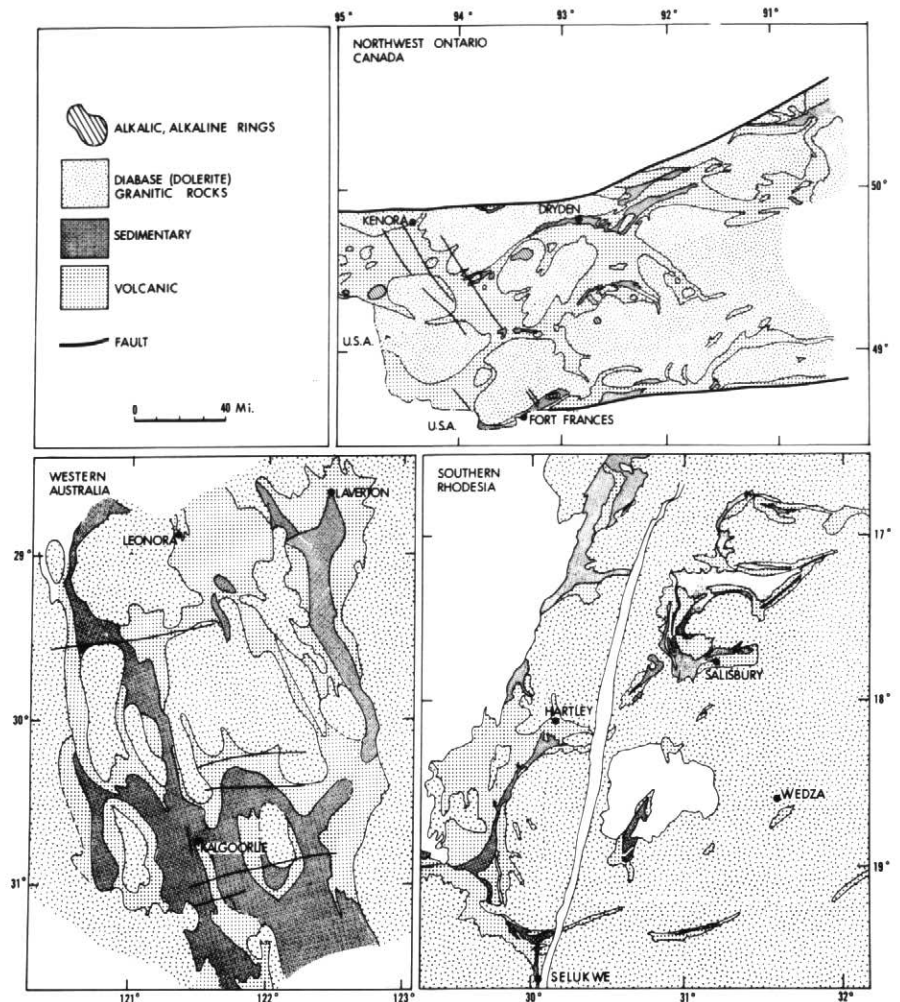 ALKALIC, ALKALINE RINGS
DIABASE (DOLERITE)
GRANITIC ROCKS
SEDIMENTARY
VOLCANIC
FAULT
0 40 Mi.
95° 94° 93° 92° 91°
NORTHWEST ONTARIO
CANADA
50°
KENORA
DRYDEN
U.S.A.
49°
U.S.A.
FORT FRANCES
WESTERN
AUSTRALIA
LAVERTON
LEONORA
29°
30°
KALGOORLIE
31°
121° 122° 123°
SOUTHERN
RHODESIA
17°
SALISBURY
18°
HARTLEY
WEDZA
19°
SELUKWE
30° 31° 32°